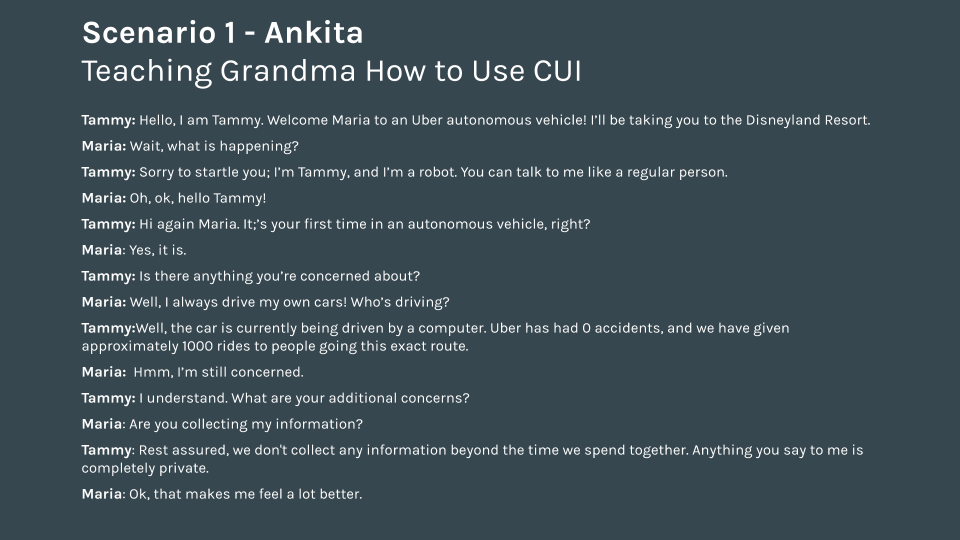 Scenario 1 - Ankita
Teaching Grandma How to Use CUI
Tammy: Hello, I am Tammy. Welcome Maria to an Uber autonomous vehicle! I’ll be taking you to the Disneyland Resort.
Maria: Wait, what is happening?
Tammy: Sorry to startle you; I’m Tammy, and I’m a robot. You can talk to me like a regular person.
Maria: Oh, ok, hello Tammy!
Tammy: Hi again Maria. It;’s your first time in an autonomous vehicle, right?
Maria: Yes, it is.
Tammy: Is there anything you’re concerned about?
Maria: Well, I always drive my own cars! Who’s driving?
Tammy:Well, the car is currently being driven by a computer. Uber has had 0 accidents, and we have given
approximately 1000 rides to people going this exact route.
Maria: Hmm, I’m still concerned.
Tammy: I understand. What are your additional concerns?
Maria: Are you collecting my information?
Tammy: Rest assured, we don't collect any information beyond the time we spend together. Anything you say to me is
completely private.
Maria: Ok, that makes me feel a lot better.